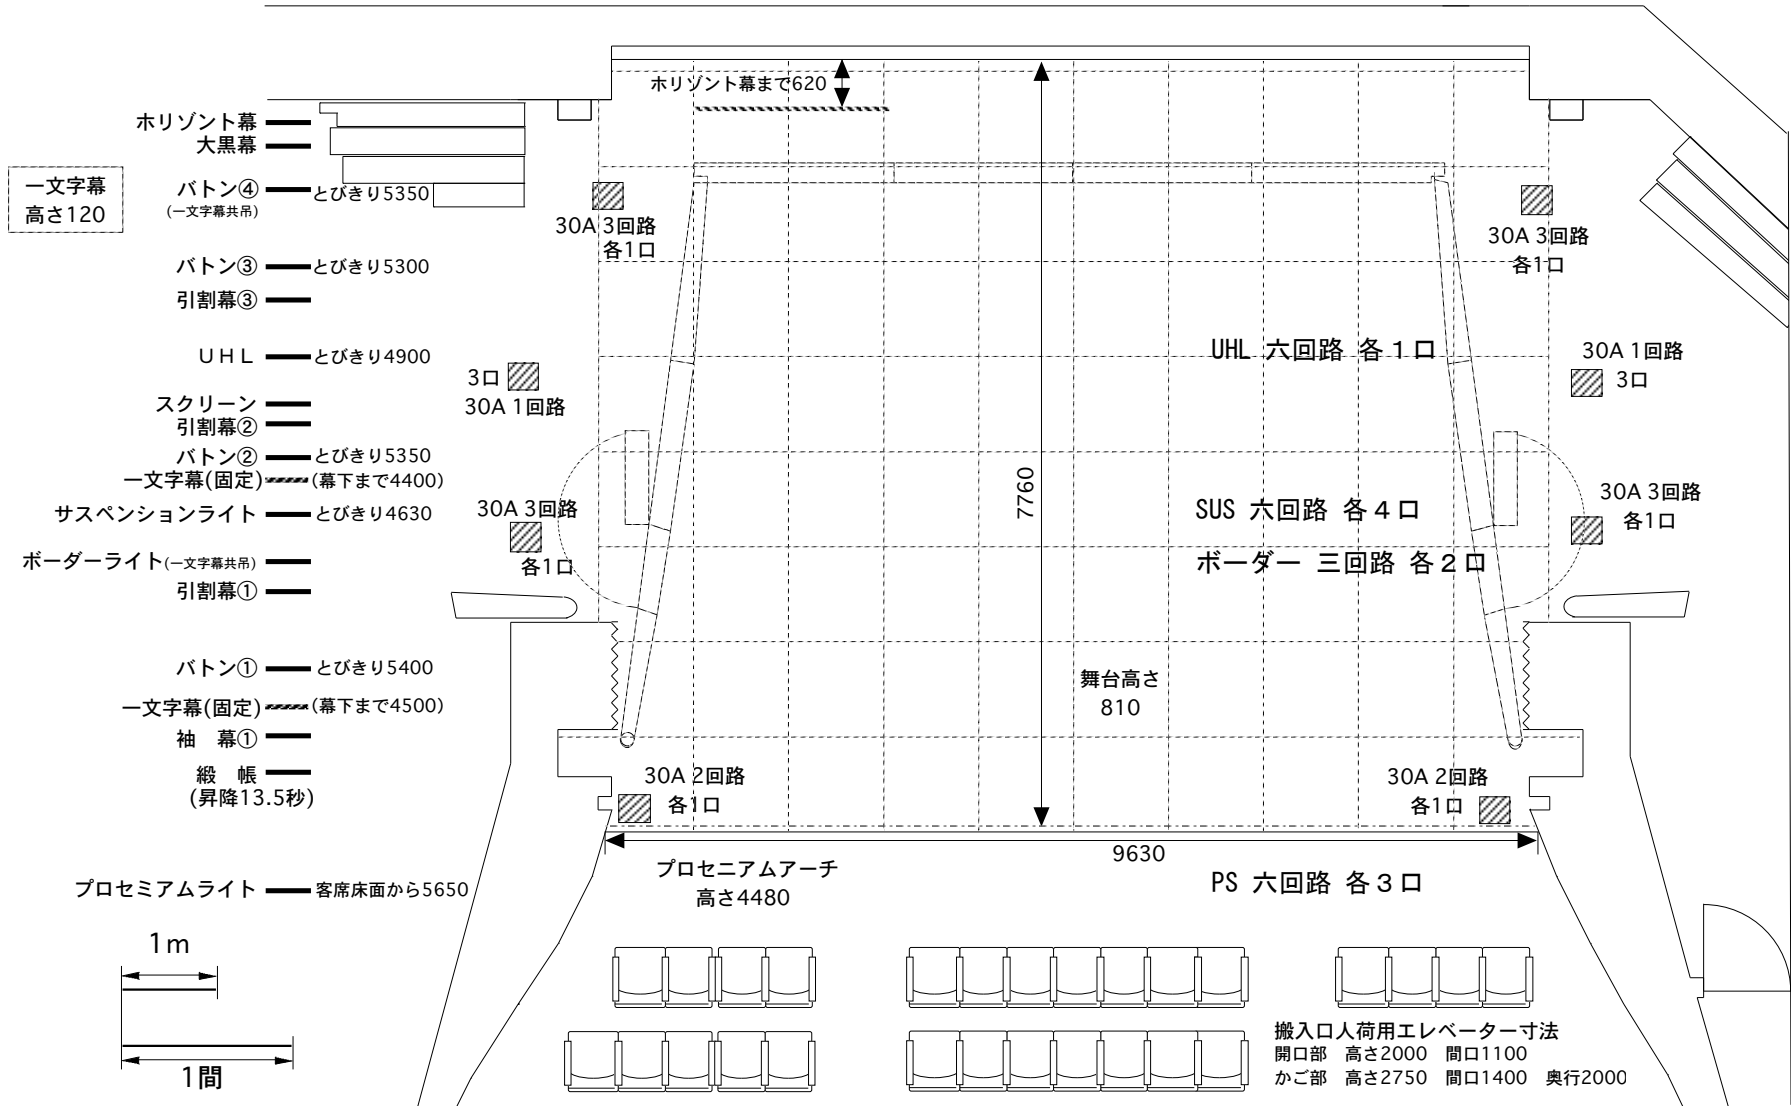 ホリゾント幕まで620
ホリゾント幕
大黒幕
一文字幕
高さ120
バトン④ とびきり5350
(一文字幕共吊)
30A 3回路
各1口
30A 3回路
各1口
バトン③ とびきり5300
引割幕③
UHL とびきり4900
UHL 六回路 各1口
3口
30A 1回路
30A 1回路
3口
スクリーン
引割幕②
バトン② とびきり5350
一文字幕(固定) (幕下まで4400)
サスペンションライト とびきり4630
30A 3回路
各1口
7760
SUS 六回路 各4口
30A 3回路
各1口
ボーダーライト(一文字幕共吊)
ボーダー 三回路 各2口
引割幕①
バトン① とびきり5400
舞台高さ
810
一文字幕(固定) (幕下まで4500)
袖 幕①
緞 帳
(昇降13.5秒)
30A 2回路
各1口
30A 2回路
各1口
9630
プロセニアムアーチ
高さ4480
PS 六回路 各3口
プロセミアムライト 客席床面から5650
1m
1間
搬入口人荷用エレベーター寸法
開口部 高さ2000 間口1100
かご部 高さ2750 間口1400 奥行2000